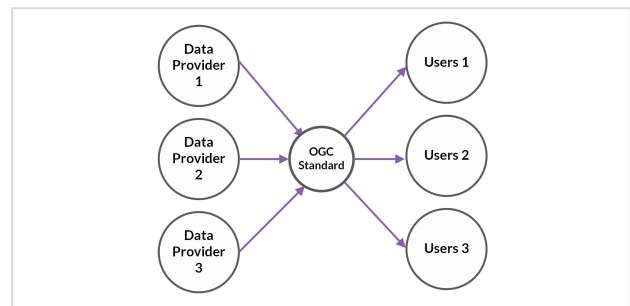 Data
Provider
1
Users 1
Data
Provider
2
OGC
Standard
Users 2
Data
Provider
3
Users 3